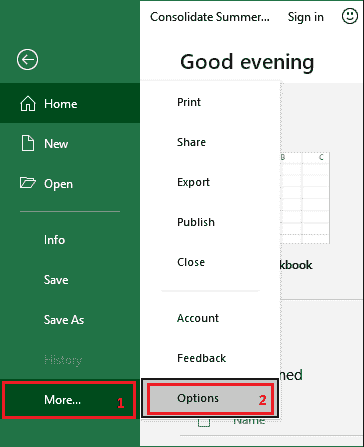 Consolidate Summer... Sign in
Good evening
Home
New
Open
Info
Save
Save As
History
More... 1
Print
Share
Export
Publish
Close
Account
Feedback
Options 2
C
kbook
ned
Name